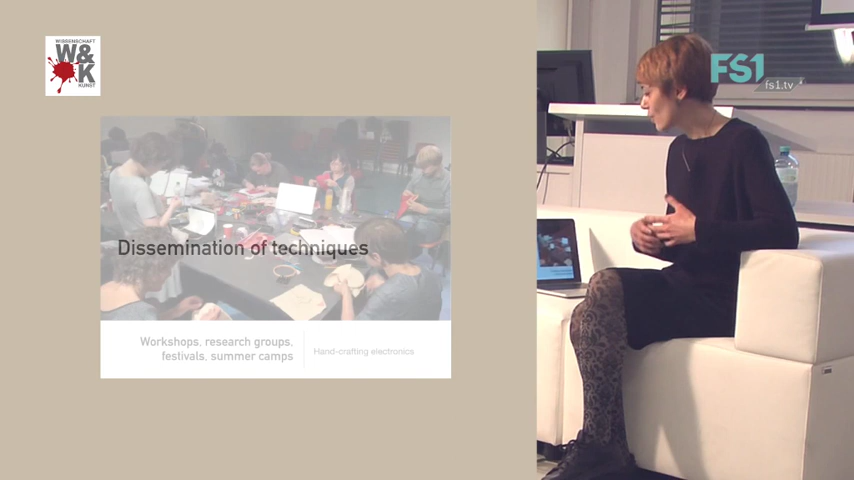 WISSENSCHAFT
W&
K
KUNST
FS1
fs1.tv
Dissemination of techniques
Workshops, research groups,
festivals, summer camps
Hand-crafting electronics